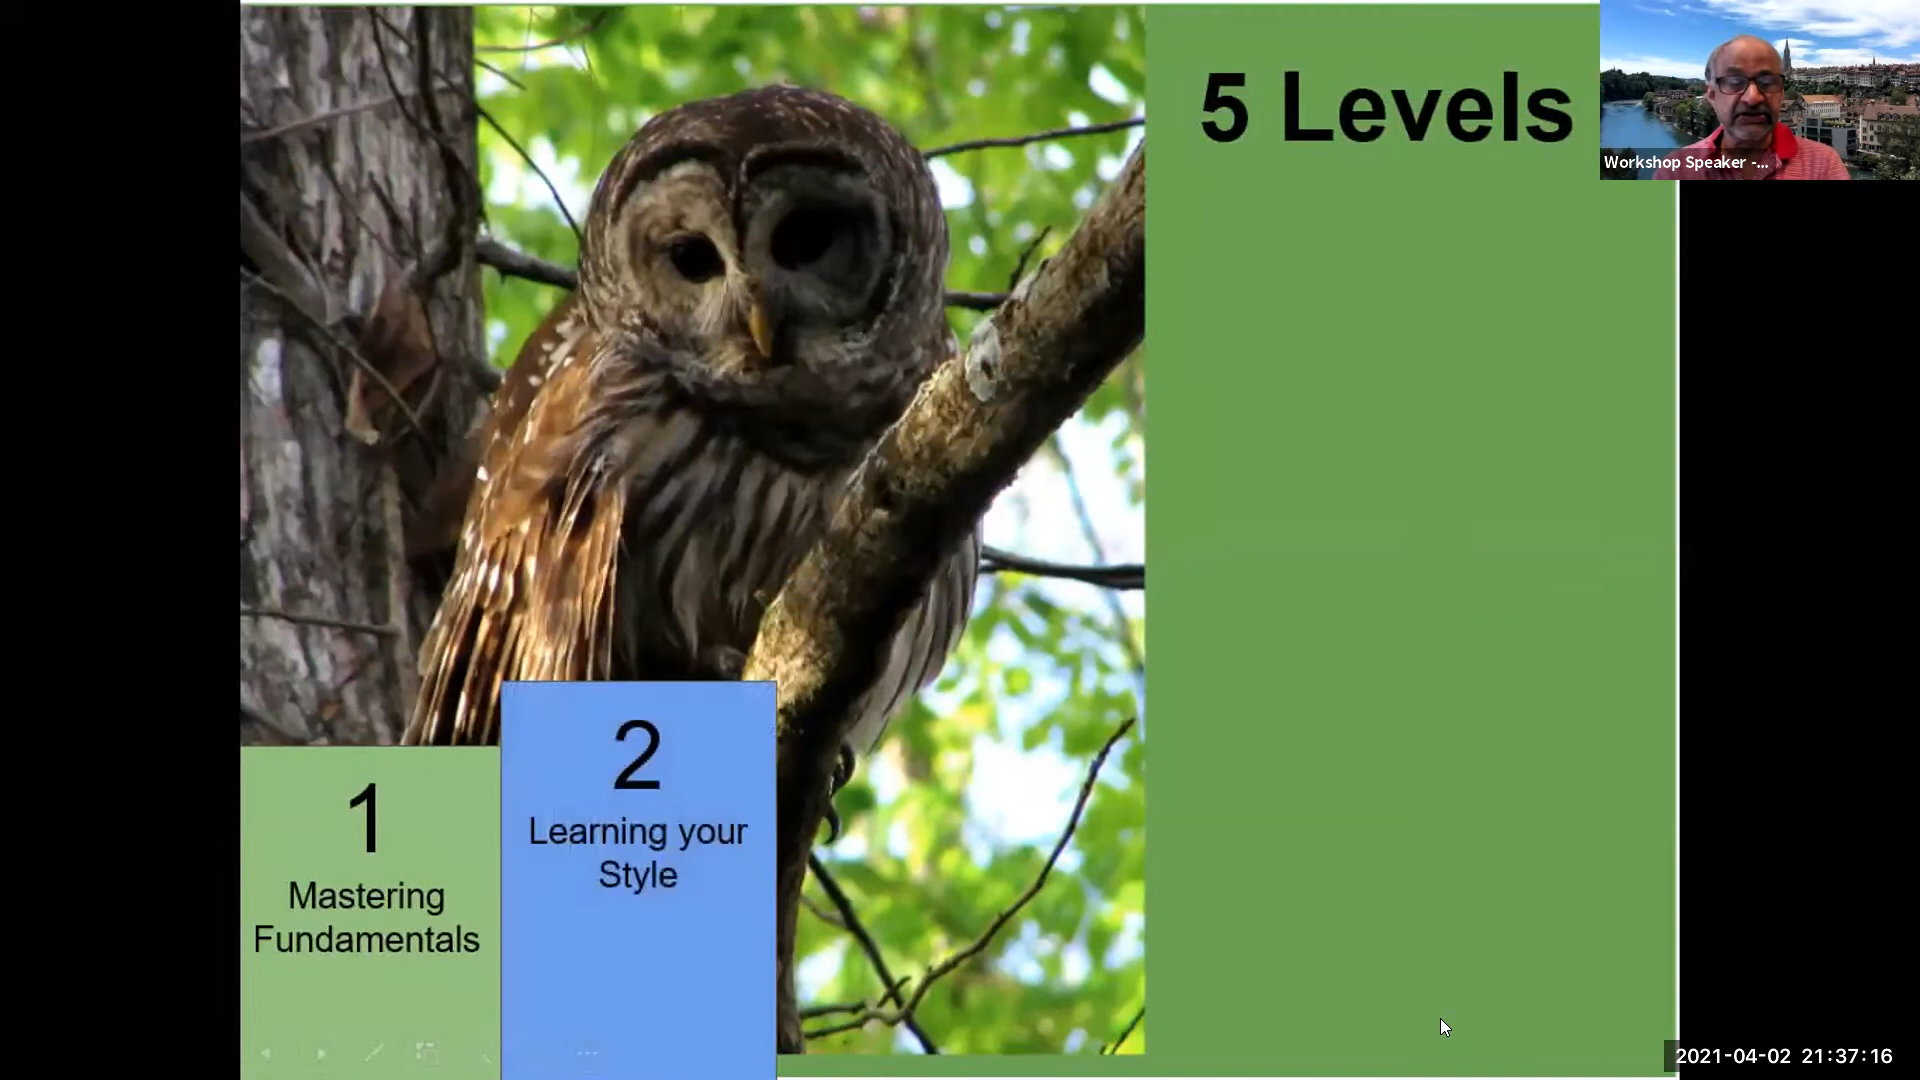 5 Levels
Workshop Speaker -...
2
Learning your
Style
1
Mastering
Fundamentals
2021-04-02 21:37:16